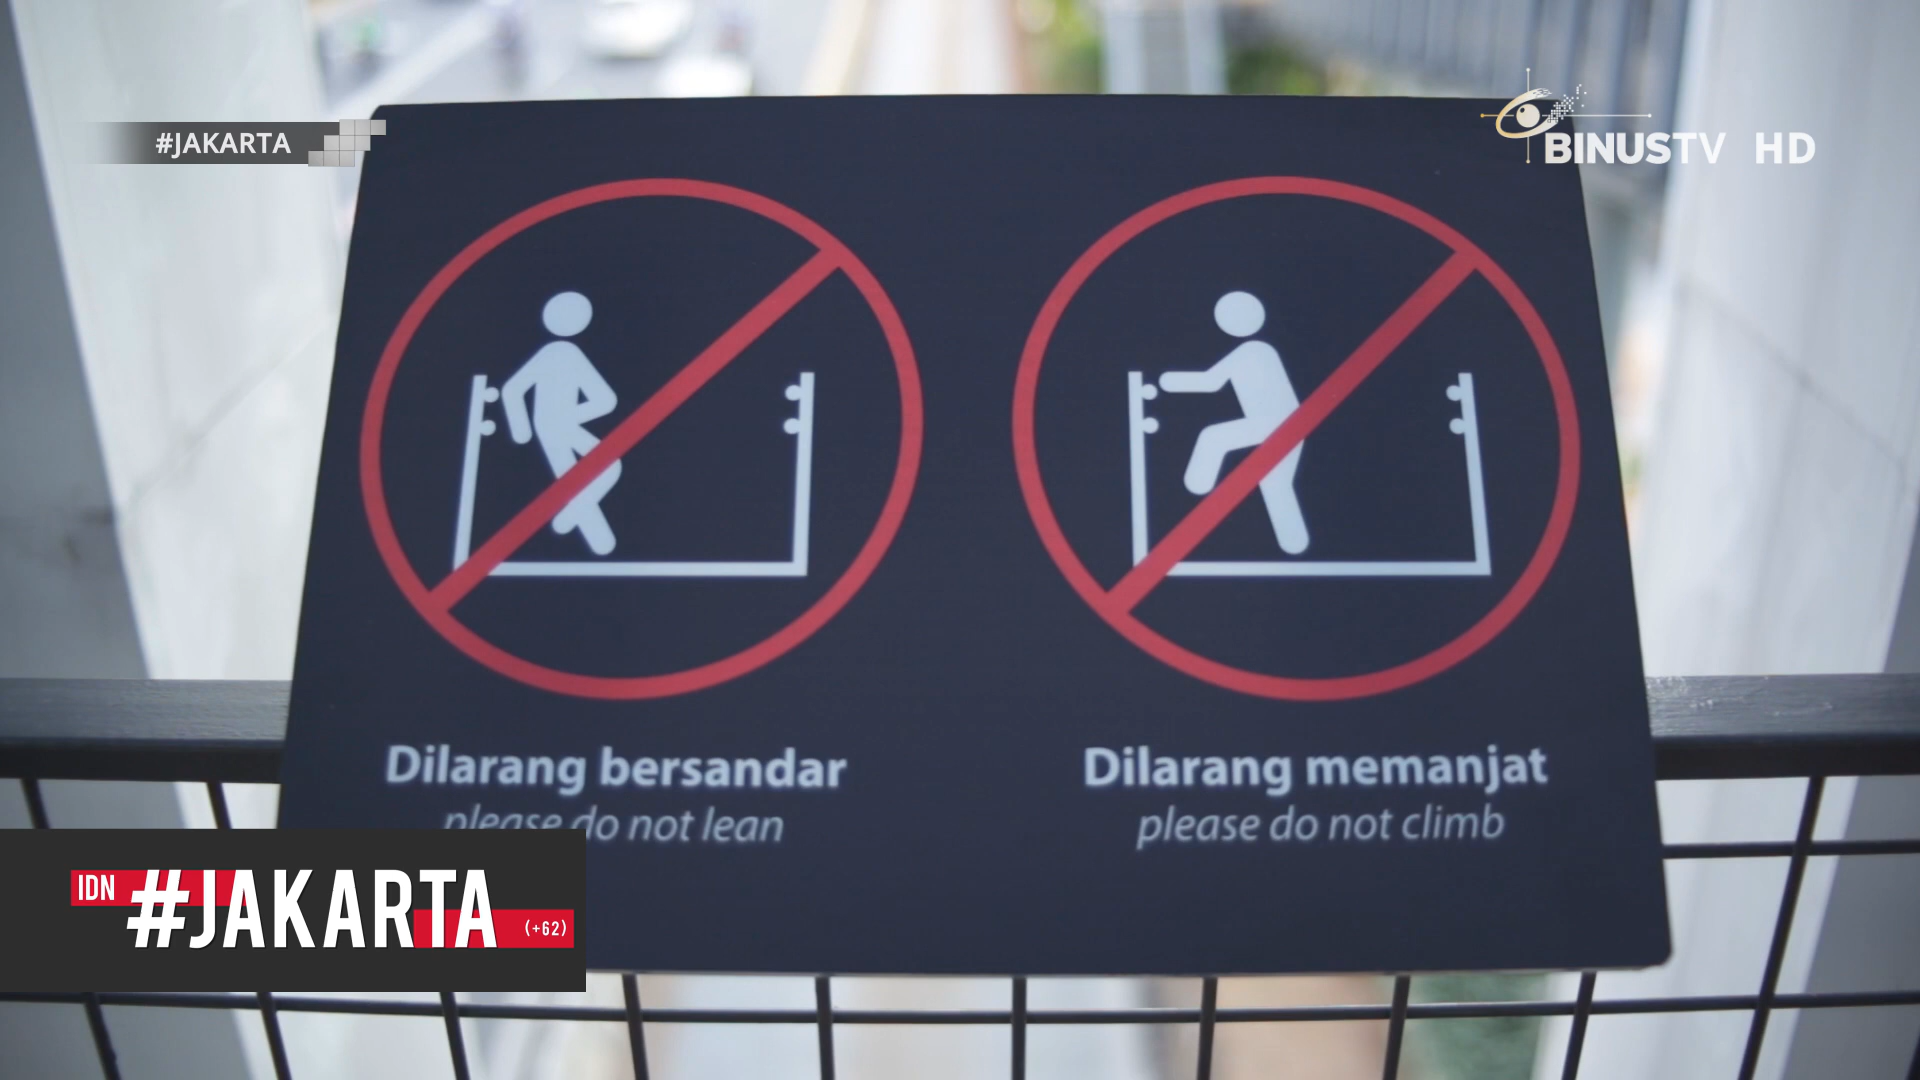 #JAKARTA
BINUSTV HD
Dilarang bersandar
please do not lean
Dilarang memanjat
please do not climb
IDN
#JAKARTA
(+62)